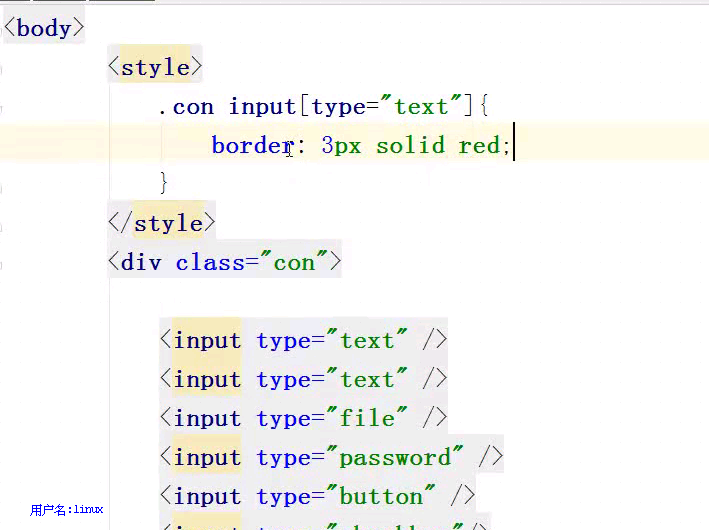 <body>
<style>
.con input[type="text"]{
border: 3px solid red;
}
</style>
<div class="con">
<input type="text" />
<input type="text" />
<input type="file" />
<input type="password" />
<input type="button" />
用户名:linux